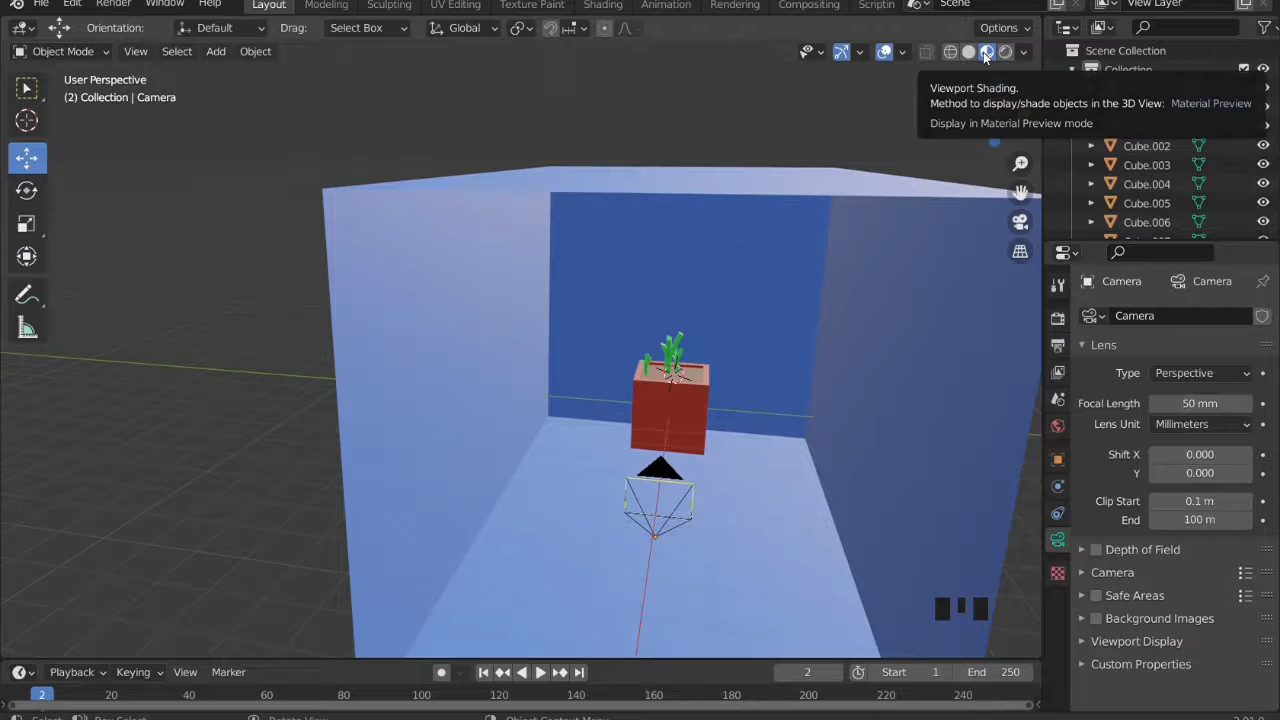 File Edit Render Window Help Layout Modeling Sculpting UV Editing Texture Paint Shading Animation Rendering Compositing Scriptin Scene View Layer
Orientation: Default Drag: Select Box Global Options
Object Mode View Select Add Object
Scene Collection
Collection
User Perspective
(2) Collection | Camera
Viewport Shading.
Method to display/shade objects in the 3D View: Material Preview
Display in Material Preview mode
Cube.002
Cube.003
Cube.004
Cube.005
Cube.006
Camera Camera
Camera
Lens
Type Perspective
Focal Length 50 mm
Lens Unit Millimeters
Shift X 0.000
Y 0.000
Clip Start 0.1 m
End 100 m
Depth of Field
Camera
Safe Areas
Background Images
Viewport Display
Custom Properties
Playback Keying View Marker 2 Start 1 End 250
2 20 40 60 80 100 120 140 160 180 200 220 240